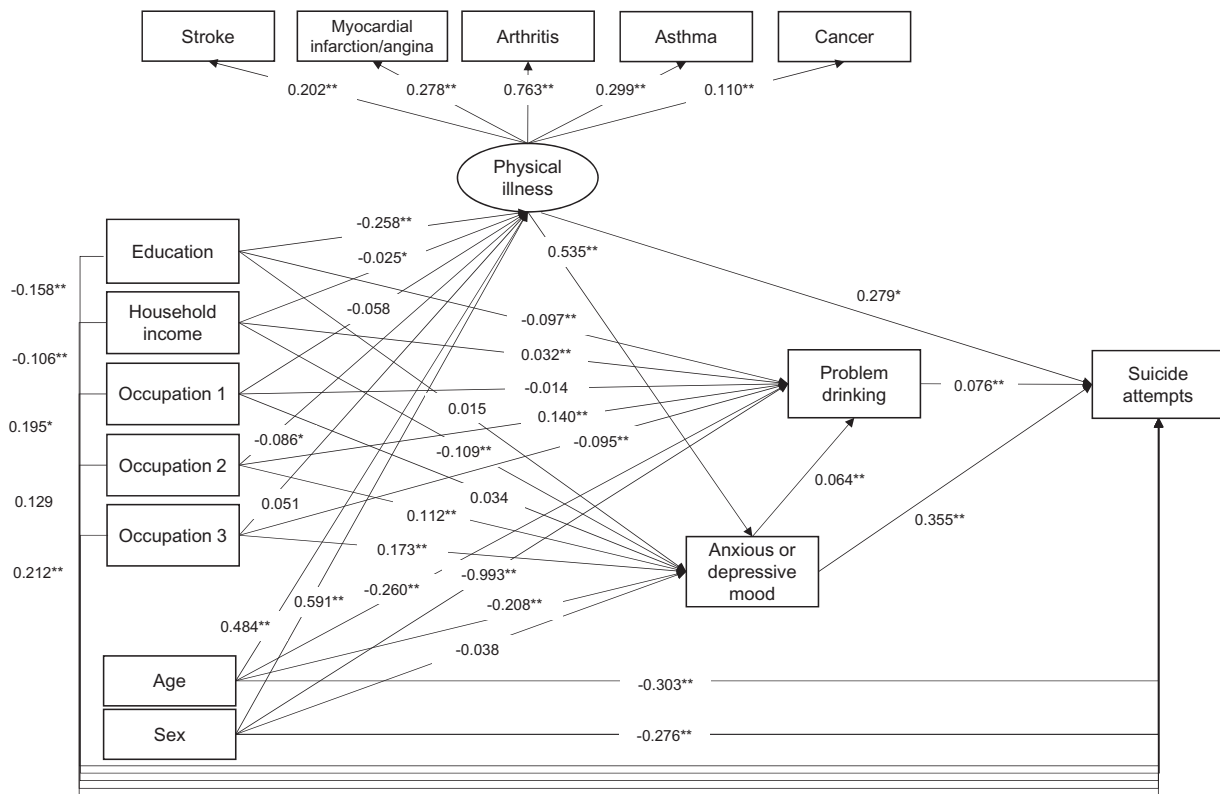 Stroke
Myocardial
infarction/angina
Arthritis
Asthma
Cancer
0.202**
0.278**
0.763**
0.299**
0.110**
Physical
illness
Education
-0.258**
0.535**
-0.025*
-0.158**
Household
income
-0.058
0.279*
-0.097**
-0.106**
0.032**
Problem
drinking
Suicide
attempts
Occupation 1
-0.014
0.076**
0.015
0.140**
0.195*
-0.086*
-0.095**
Occupation 2
-0.109**
0.064**
0.129
0.051
0.034
0.112**
0.355**
Occupation 3
0.173**
Anxious or
depressive
mood
0.212**
-0.993**
-0.260**
0.591**
-0.208**
0.484**
-0.038
Age
-0.303**
Sex
-0.276**